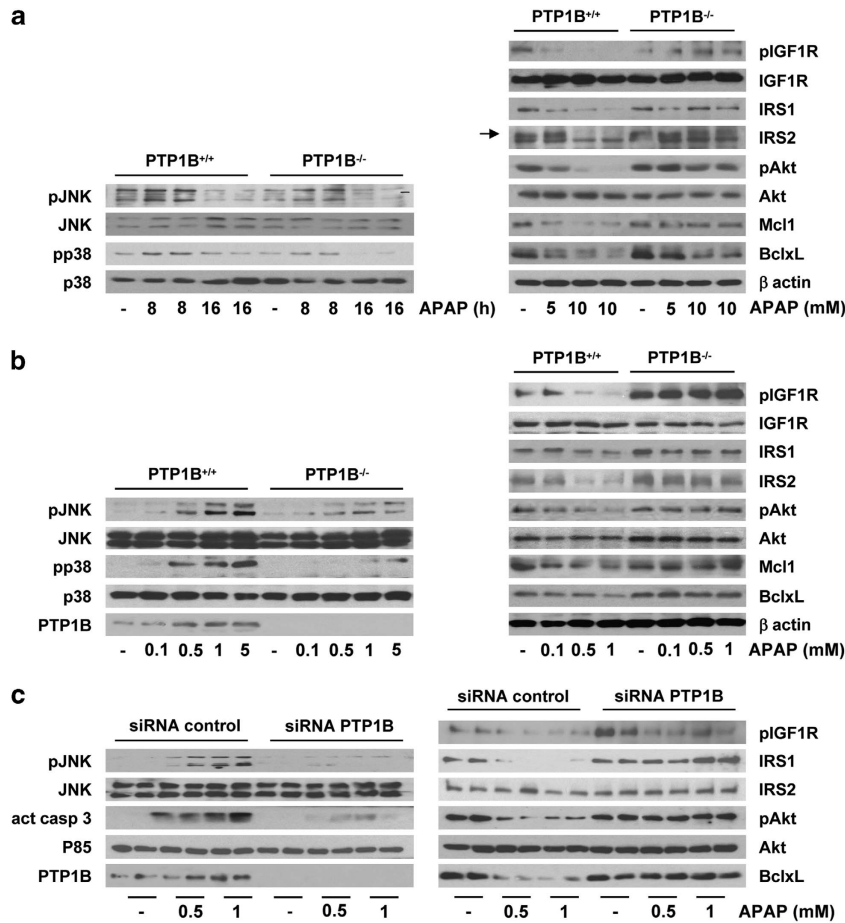 a
PTP1B+/+ PTP1B-/-
pJNK
JNK
pp38
p38
- 8 8 16 16 - 8 8 16 16 APAP (h)
PTP1B+/+ PTP1B-/-
pIGF1R
IGF1R
IRS1
IRS2
pAkt
Akt
Mcl1
BclxL
β actin
- 5 10 10 - 5 10 10 APAP (mM)
b
PTP1B+/+ PTP1B-/-
pJNK
JNK
pp38
p38
PTP1B
- 0.1 0.5 1 5 - 0.1 0.5 1 5
PTP1B+/+ PTP1B-/-
pIGF1R
IGF1R
IRS1
IRS2
pAkt
Akt
Mcl1
BclxL
β actin
- 0.1 0.5 1 - 0.1 0.5 1 APAP (mM)
c
siRNA control siRNA PTP1B
pJNK
JNK
act casp 3
P85
PTP1B
- 0.5 1 - 0.5 1
siRNA control siRNA PTP1B
pIGF1R
IRS1
IRS2
pAkt
Akt
BclxL
- 0.5 1 - 0.5 1 APAP (mM)